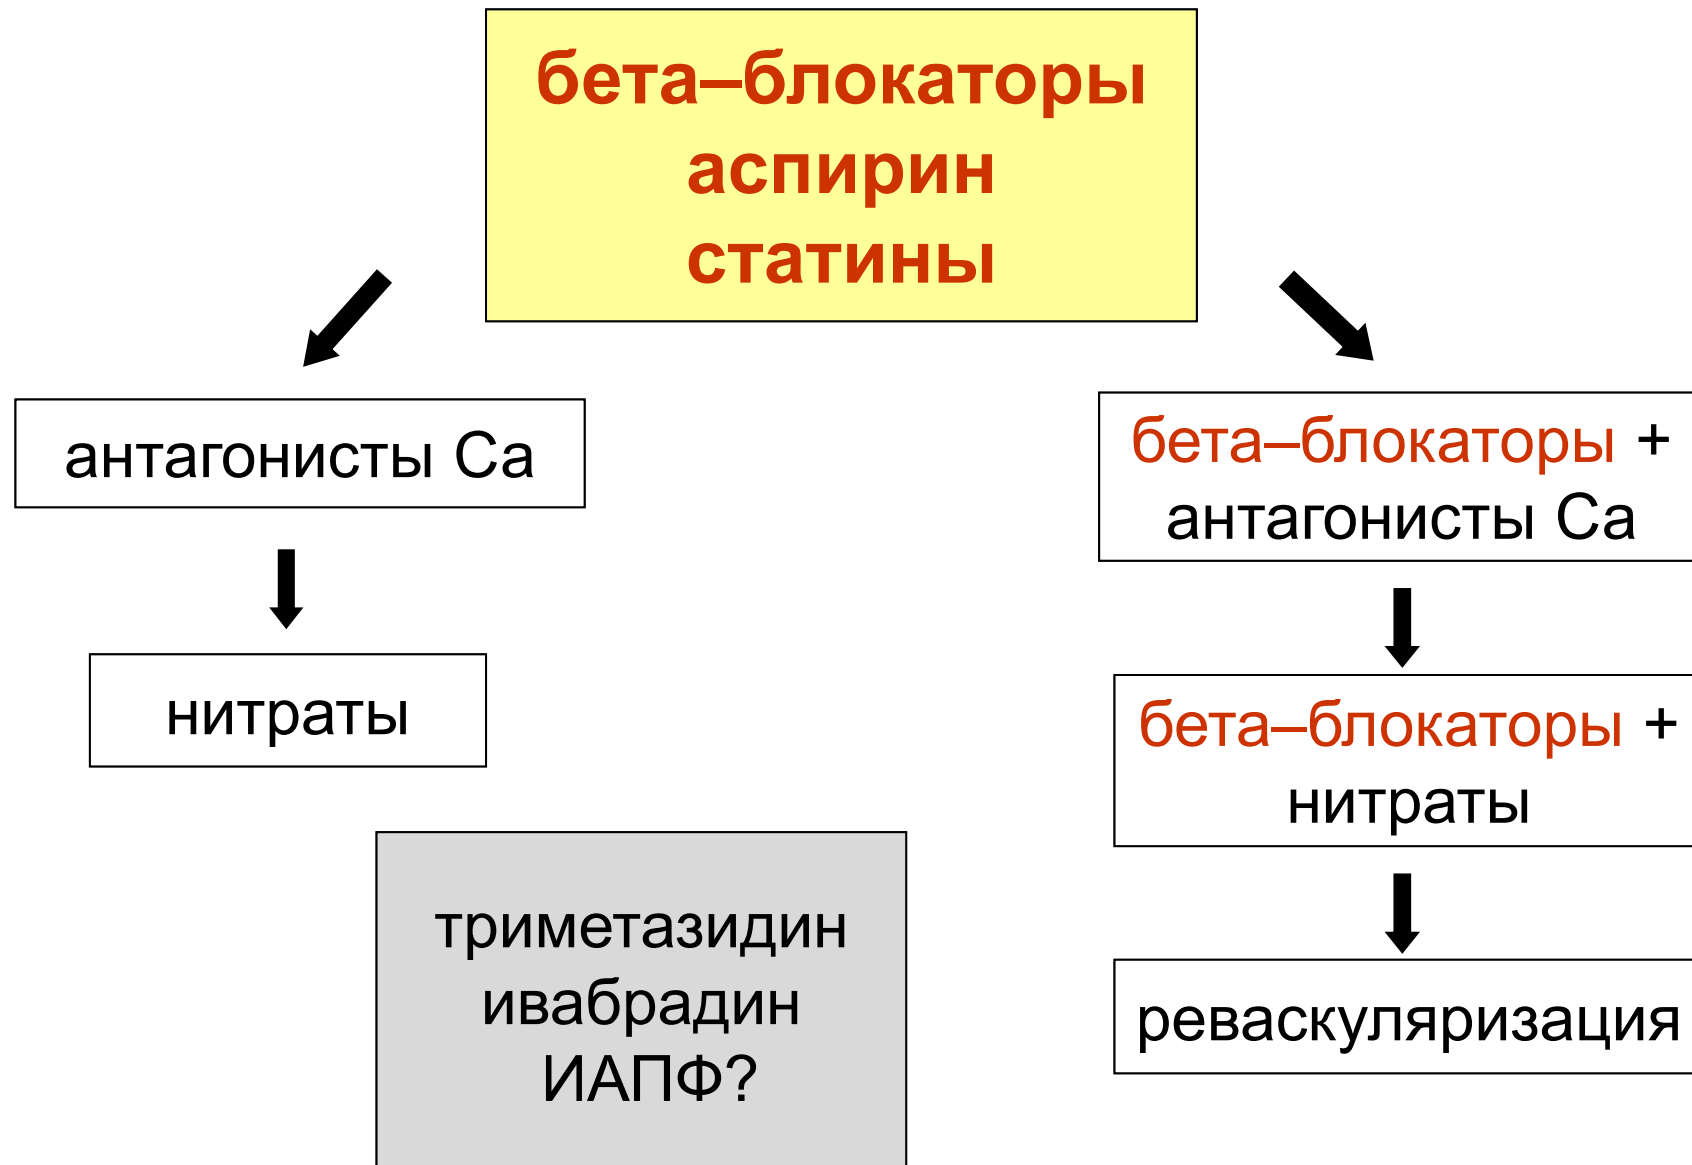 бета–блокаторы
аспирин
статины
антагонисты Са
нитраты
бета–блокаторы +
антагонисты Са
бета–блокаторы +
нитраты
реваскуляризация
триметазидин
ивабрадин
ИАПФ?